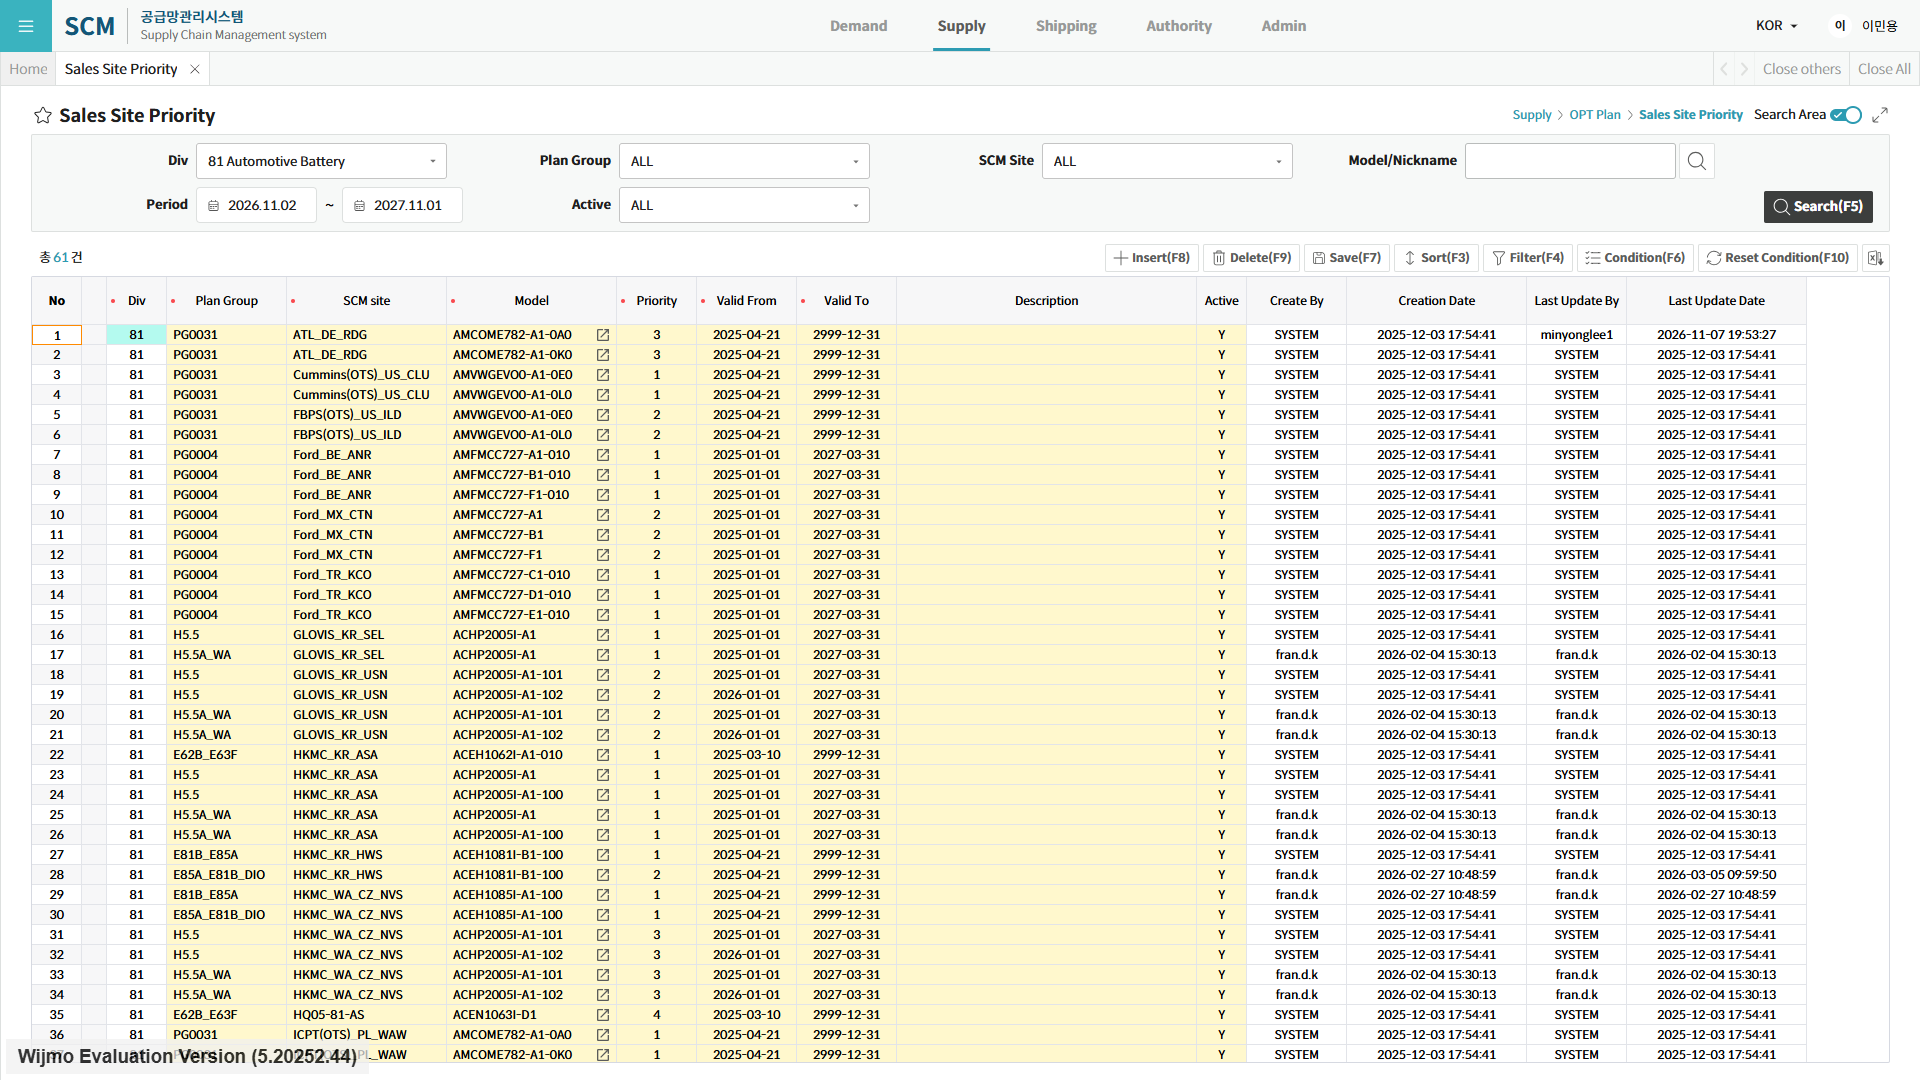 SCM 공급망관리시스템
Supply Chain Management system
Demand Supply Shipping Authority Admin
KOR 이 이민용
Home Sales Site Priority Close others Close All
Sales Site Priority
Supply > OPT Plan > Sales Site Priority Search Area
Div 81 Automotive Battery Plan Group ALL SCM Site ALL Model/Nickname
Period 2026.11.02 ~ 2027.11.01 Active ALL
Search(F5)
총 61 건
Insert(F8) Delete(F9) Save(F7) Sort(F3) Filter(F4) Condition(F6) Reset Condition(F10)
No Div Plan Group SCM site Model Priority Valid From Valid To Description Active Create By Creation Date Last Update By Last Update Date
1 81 PG0031 ATL_DE_RDG AMCOME782-A1-0A0 3 2025-04-21 2999-12-31 Y SYSTEM 2025-12-03 17:54:41 minyonglee1 2026-11-07 19:53:27
2 81 PG0031 ATL_DE_RDG AMCOME782-A1-0K0 3 2025-04-21 2999-12-31 Y SYSTEM 2025-12-03 17:54:41 SYSTEM 2025-12-03 17:54:41
3 81 PG0031 Cummins(OTS)_US_CLU AMVWGEVO0-A1-0E0 1 2025-04-21 2999-12-31 Y SYSTEM 2025-12-03 17:54:41 SYSTEM 2025-12-03 17:54:41
4 81 PG0031 Cummins(OTS)_US_CLU AMVWGEVO0-A1-0L0 1 2025-04-21 2999-12-31 Y SYSTEM 2025-12-03 17:54:41 SYSTEM 2025-12-03 17:54:41
5 81 PG0031 FBPS(OTS)_US_ILD AMVWGEVO0-A1-0E0 2 2025-04-21 2999-12-31 Y SYSTEM 2025-12-03 17:54:41 SYSTEM 2025-12-03 17:54:41
6 81 PG0031 FBPS(OTS)_US_ILD AMVWGEVO0-A1-0L0 2 2025-04-21 2999-12-31 Y SYSTEM 2025-12-03 17:54:41 SYSTEM 2025-12-03 17:54:41
7 81 PG0004 Ford_BE_ANR AMFMCC727-A1-010 1 2025-01-01 2027-03-31 Y SYSTEM 2025-12-03 17:54:41 SYSTEM 2025-12-03 17:54:41
8 81 PG0004 Ford_BE_ANR AMFMCC727-B1-010 1 2025-01-01 2027-03-31 Y SYSTEM 2025-12-03 17:54:41 SYSTEM 2025-12-03 17:54:41
9 81 PG0004 Ford_BE_ANR AMFMCC727-F1-010 1 2025-01-01 2027-03-31 Y SYSTEM 2025-12-03 17:54:41 SYSTEM 2025-12-03 17:54:41
10 81 PG0004 Ford_MX_CTN AMFMCC727-A1 2 2025-01-01 2027-03-31 Y SYSTEM 2025-12-03 17:54:41 SYSTEM 2025-12-03 17:54:41
11 81 PG0004 Ford_MX_CTN AMFMCC727-B1 2 2025-01-01 2027-03-31 Y SYSTEM 2025-12-03 17:54:41 SYSTEM 2025-12-03 17:54:41
12 81 PG0004 Ford_MX_CTN AMFMCC727-F1 2 2025-01-01 2027-03-31 Y SYSTEM 2025-12-03 17:54:41 SYSTEM 2025-12-03 17:54:41
13 81 PG0004 Ford_TR_KCO AMFMCC727-C1-010 1 2025-01-01 2027-03-31 Y SYSTEM 2025-12-03 17:54:41 SYSTEM 2025-12-03 17:54:41
14 81 PG0004 Ford_TR_KCO AMFMCC727-D1-010 1 2025-01-01 2027-03-31 Y SYSTEM 2025-12-03 17:54:41 SYSTEM 2025-12-03 17:54:41
15 81 PG0004 Ford_TR_KCO AMFMCC727-E1-010 1 2025-01-01 2027-03-31 Y SYSTEM 2025-12-03 17:54:41 SYSTEM 2025-12-03 17:54:41
16 81 H5.5 GLOVIS_KR_SEL ACHP2005I-A1 1 2025-01-01 2027-03-31 Y SYSTEM 2025-12-03 17:54:41 SYSTEM 2025-12-03 17:54:41
17 81 H5.5A_WA GLOVIS_KR_SEL ACHP2005I-A1 1 2025-01-01 2027-03-31 Y fran.d.k 2026-02-04 15:30:13 fran.d.k 2026-02-04 15:30:13
18 81 H5.5 GLOVIS_KR_USN ACHP2005I-A1-101 2 2025-01-01 2027-03-31 Y SYSTEM 2025-12-03 17:54:41 SYSTEM 2025-12-03 17:54:41
19 81 H5.5 GLOVIS_KR_USN ACHP2005I-A1-102 2 2026-01-01 2027-03-31 Y SYSTEM 2025-12-03 17:54:41 SYSTEM 2025-12-03 17:54:41
20 81 H5.5A_WA GLOVIS_KR_USN ACHP2005I-A1-101 2 2025-01-01 2027-03-31 Y fran.d.k 2026-02-04 15:30:13 fran.d.k 2026-02-04 15:30:13
21 81 H5.5A_WA GLOVIS_KR_USN ACHP2005I-A1-102 2 2026-01-01 2027-03-31 Y fran.d.k 2026-02-04 15:30:13 fran.d.k 2026-02-04 15:30:13
22 81 E62B_E63F HKMC_KR_ASA ACEH1062I-A1-010 1 2025-03-10 2999-12-31 Y SYSTEM 2025-12-03 17:54:41 SYSTEM 2025-12-03 17:54:41
23 81 H5.5 HKMC_KR_ASA ACHP2005I-A1 1 2025-01-01 2027-03-31 Y SYSTEM 2025-12-03 17:54:41 SYSTEM 2025-12-03 17:54:41
24 81 H5.5 HKMC_KR_ASA ACHP2005I-A1-100 1 2025-01-01 2027-03-31 Y SYSTEM 2025-12-03 17:54:41 SYSTEM 2025-12-03 17:54:41
25 81 H5.5A_WA HKMC_KR_ASA ACHP2005I-A1 1 2025-01-01 2027-03-31 Y fran.d.k 2026-02-04 15:30:13 fran.d.k 2026-02-04 15:30:13
26 81 H5.5A_WA HKMC_KR_ASA ACHP2005I-A1-100 1 2025-01-01 2027-03-31 Y fran.d.k 2026-02-04 15:30:13 fran.d.k 2026-02-04 15:30:13
27 81 E81B_E85A HKMC_KR_HWS ACEH1081I-B1-100 1 2025-04-21 2999-12-31 Y SYSTEM 2025-12-03 17:54:41 SYSTEM 2025-12-03 17:54:41
28 81 E85A_E81B_DIO HKMC_KR_HWS ACEH1081I-B1-100 2 2025-04-21 2999-12-31 Y fran.d.k 2026-02-27 10:48:59 fran.d.k 2026-03-05 09:59:50
29 81 E81B_E85A HKMC_WA_CZ_NVS ACEH1085I-A1-100 1 2025-04-21 2999-12-31 Y fran.d.k 2026-02-27 10:48:59 fran.d.k 2026-02-27 10:48:59
30 81 E85A_E81B_DIO HKMC_WA_CZ_NVS ACEH1085I-A1-100 1 2025-04-21 2999-12-31 Y SYSTEM 2025-12-03 17:54:41 SYSTEM 2025-12-03 17:54:41
31 81 H5.5 HKMC_WA_CZ_NVS ACHP2005I-A1-101 3 2025-01-01 2027-03-31 Y SYSTEM 2025-12-03 17:54:41 SYSTEM 2025-12-03 17:54:41
32 81 H5.5 HKMC_WA_CZ_NVS ACHP2005I-A1-102 3 2026-01-01 2027-03-31 Y SYSTEM 2025-12-03 17:54:41 SYSTEM 2025-12-03 17:54:41
33 81 H5.5A_WA HKMC_WA_CZ_NVS ACHP2005I-A1-101 3 2025-01-01 2027-03-31 Y fran.d.k 2026-02-04 15:30:13 fran.d.k 2026-02-04 15:30:13
34 81 H5.5A_WA HKMC_WA_CZ_NVS ACHP2005I-A1-102 3 2026-01-01 2027-03-31 Y fran.d.k 2026-02-04 15:30:13 fran.d.k 2026-02-04 15:30:13
35 81 E62B_E63F HQ05-81-AS ACEN1063I-D1 4 2025-03-10 2999-12-31 Y SYSTEM 2025-12-03 17:54:41 SYSTEM 2025-12-03 17:54:41
36 81 PG0031 ICPT(OTS)_PL_WAW AMCOME782-A1-0A0 1 2025-04-21 2999-12-31 Y SYSTEM 2025-12-03 17:54:41 SYSTEM 2025-12-03 17:54:41
_WAW AMCOME782-A1-0K0 1 2025-04-21 2999-12-31 Y SYSTEM 2025-12-03 17:54:41 SYSTEM 2025-12-03 17:54:41
Wijmo Evaluation Version (5.20252.44)